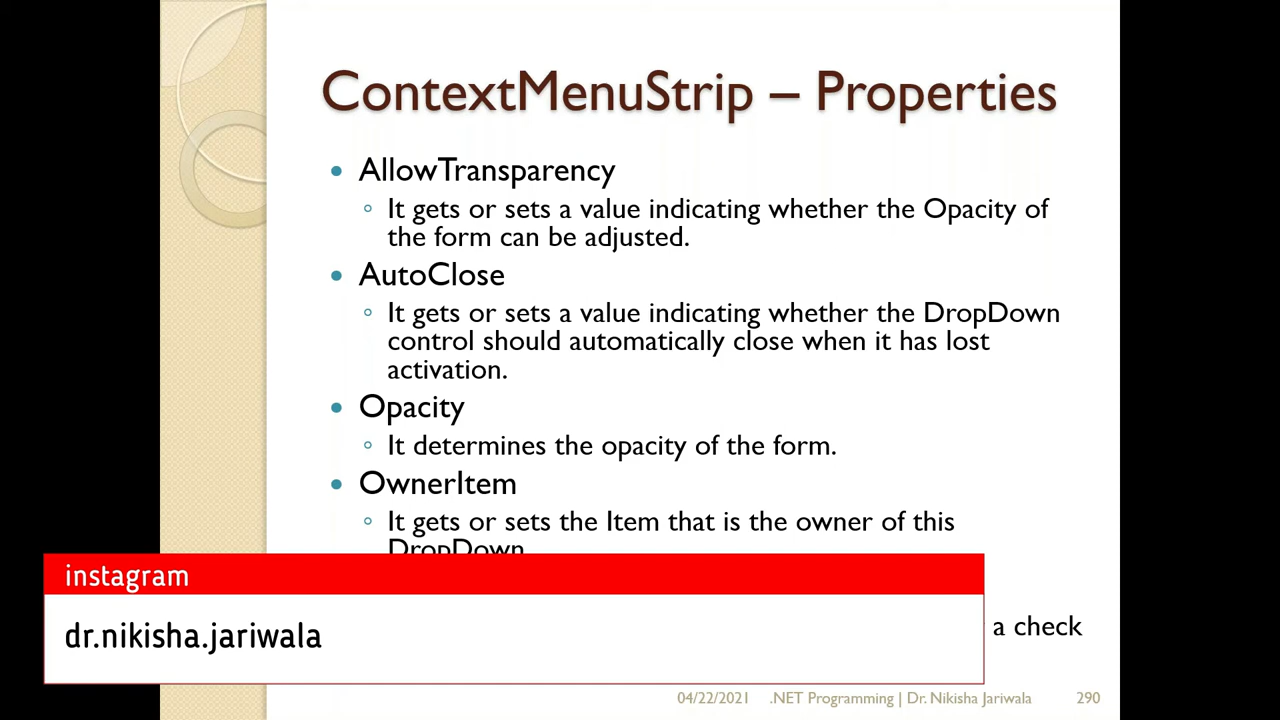 ContextMenuStrip – Properties
AllowTransparency
It gets or sets a value indicating whether the Opacity of
the form can be adjusted.
AutoClose
It gets or sets a value indicating whether the DropDown
control should automatically close when it has lost
activation.
Opacity
It determines the opacity of the form.
OwnerItem
It gets or sets the Item that is the owner of this
DropDown
instagram
dr.nikisha.jariwala
a check
04/22/2021 .NET Programming | Dr. Nikisha Jariwala 290